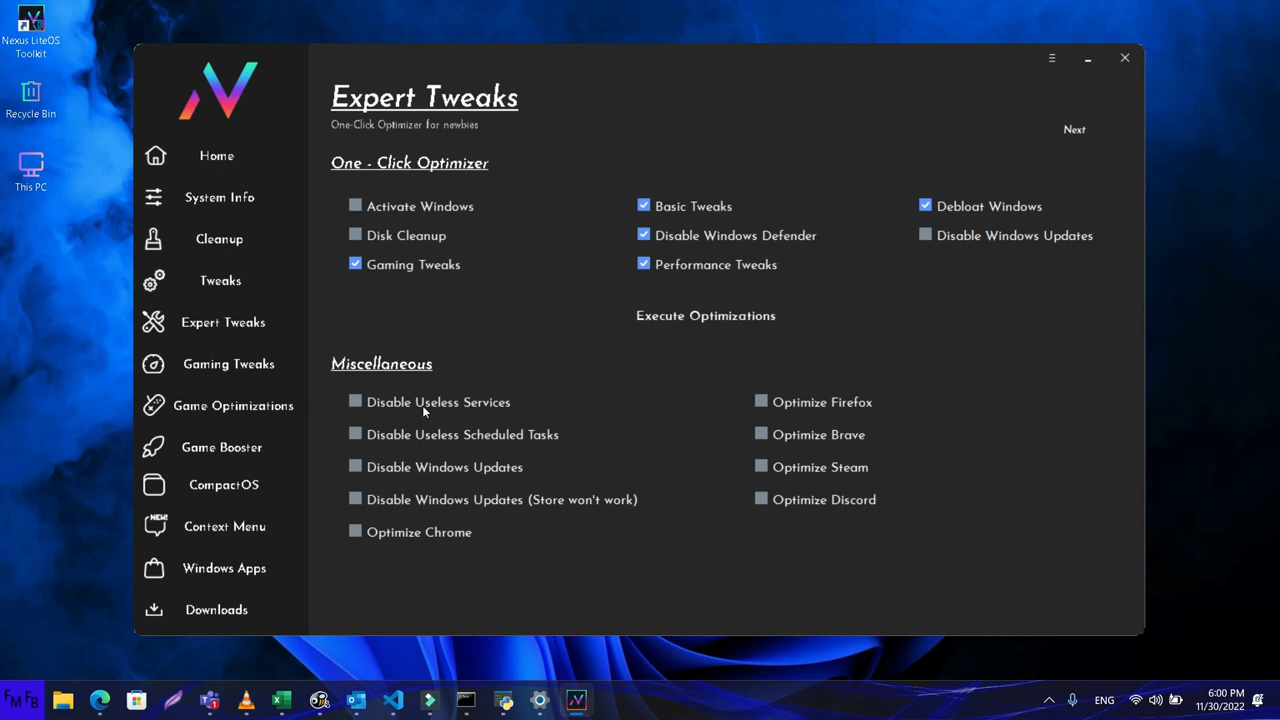 Nexus LiteOS
Toolkit
Recycle Bin
This PC
Home
System Info
Cleanup
Tweaks
Expert Tweaks
Gaming Tweaks
Game Optimizations
Game Booster
CompactOS
NEW!
Context Menu
Windows Apps
Downloads
Expert Tweaks
One-Click Optimizer for newbies
Next
One - Click Optimizer
Activate Windows
Basic Tweaks
Debloat Windows
Disk Cleanup
Disable Windows Defender
Disable Windows Updates
Gaming Tweaks
Performance Tweaks
Execute Optimizations
Miscellaneous
Disable Useless Services
Optimize Firefox
Disable Useless Scheduled Tasks
Optimize Brave
Disable Windows Updates
Optimize Steam
Disable Windows Updates (Store won't work)
Optimize Discord
Optimize Chrome
FMFB
ENG
6:00 PM
11/30/2022